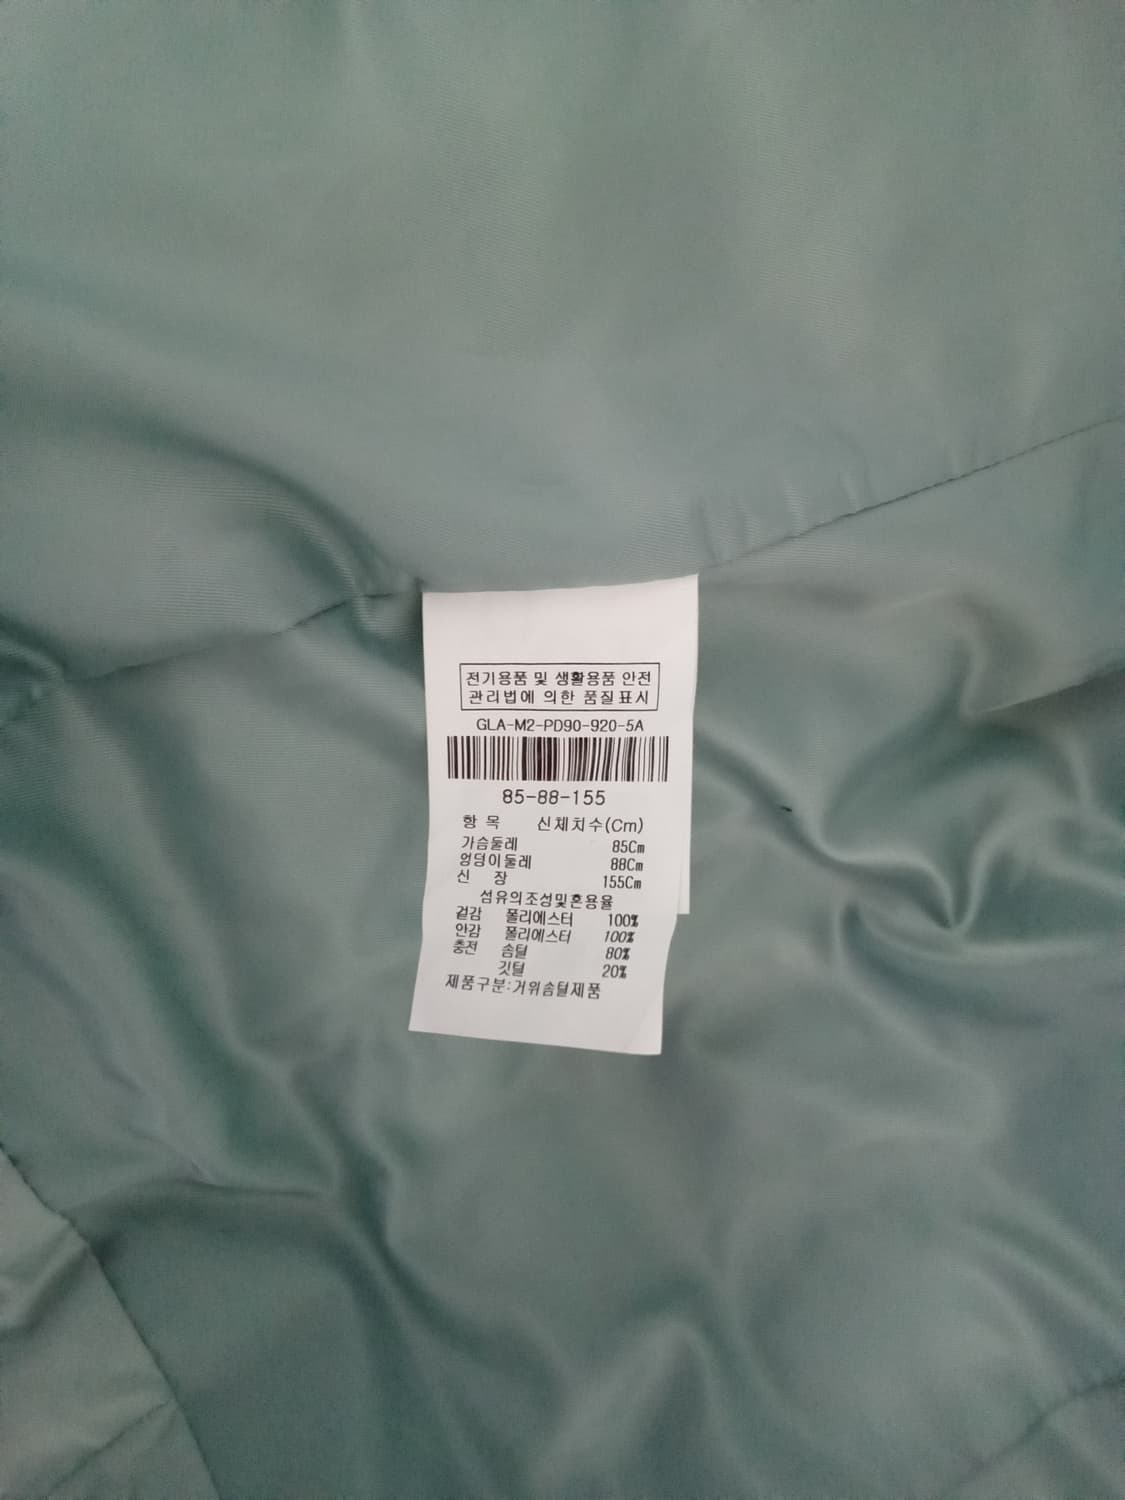 전기용품 및 생활용품 안전
관리법에 의한 품질표시
GLA-M2-PD90-920-5A
85-88-155
항 목 신체치수(Cm)
가슴둘레 85Cm
엉덩이둘레 88Cm
신 장 155Cm
섬유의조성및혼용율
겉감 폴리에스터 100%
안감 폴리에스터 100%
충전 솜털 80%
깃털 20%
제품구분:거위솜털제품